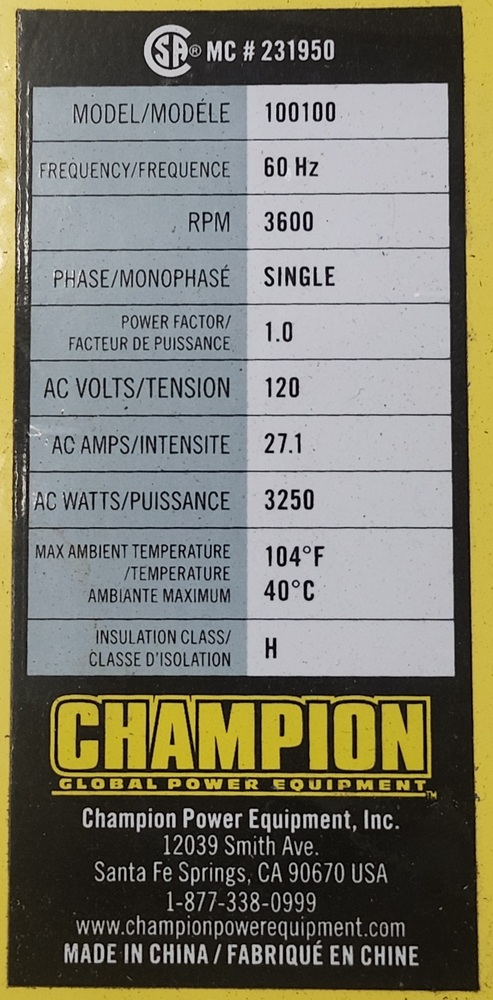 CSA® MC # 231950
MODEL/MODÉLE 100100
FREQUENCY/FREQUENCE 60 Hz
RPM 3600
PHASE/MONOPHASÉ SINGLE
POWER FACTOR/
FACTEUR DE PUISSANCE 1.0
AC VOLTS/TENSION 120
AC AMPS/INTENSITE 27.1
AC WATTS/PUISSANCE 3250
MAX AMBIENT TEMPERATURE 104°F
/TEMPERATURE
AMBIANTE MAXIMUM 40°C
INSULATION CLASS/
CLASSE D'ISOLATION H
CHAMPION
GLOBAL POWER EQUIPMENT™
Champion Power Equipment, Inc.
12039 Smith Ave.
Santa Fe Springs, CA 90670 USA
1-877-338-0999
www.championpowerequipment.com
MADE IN CHINA / FABRIQUÉ EN CHINE